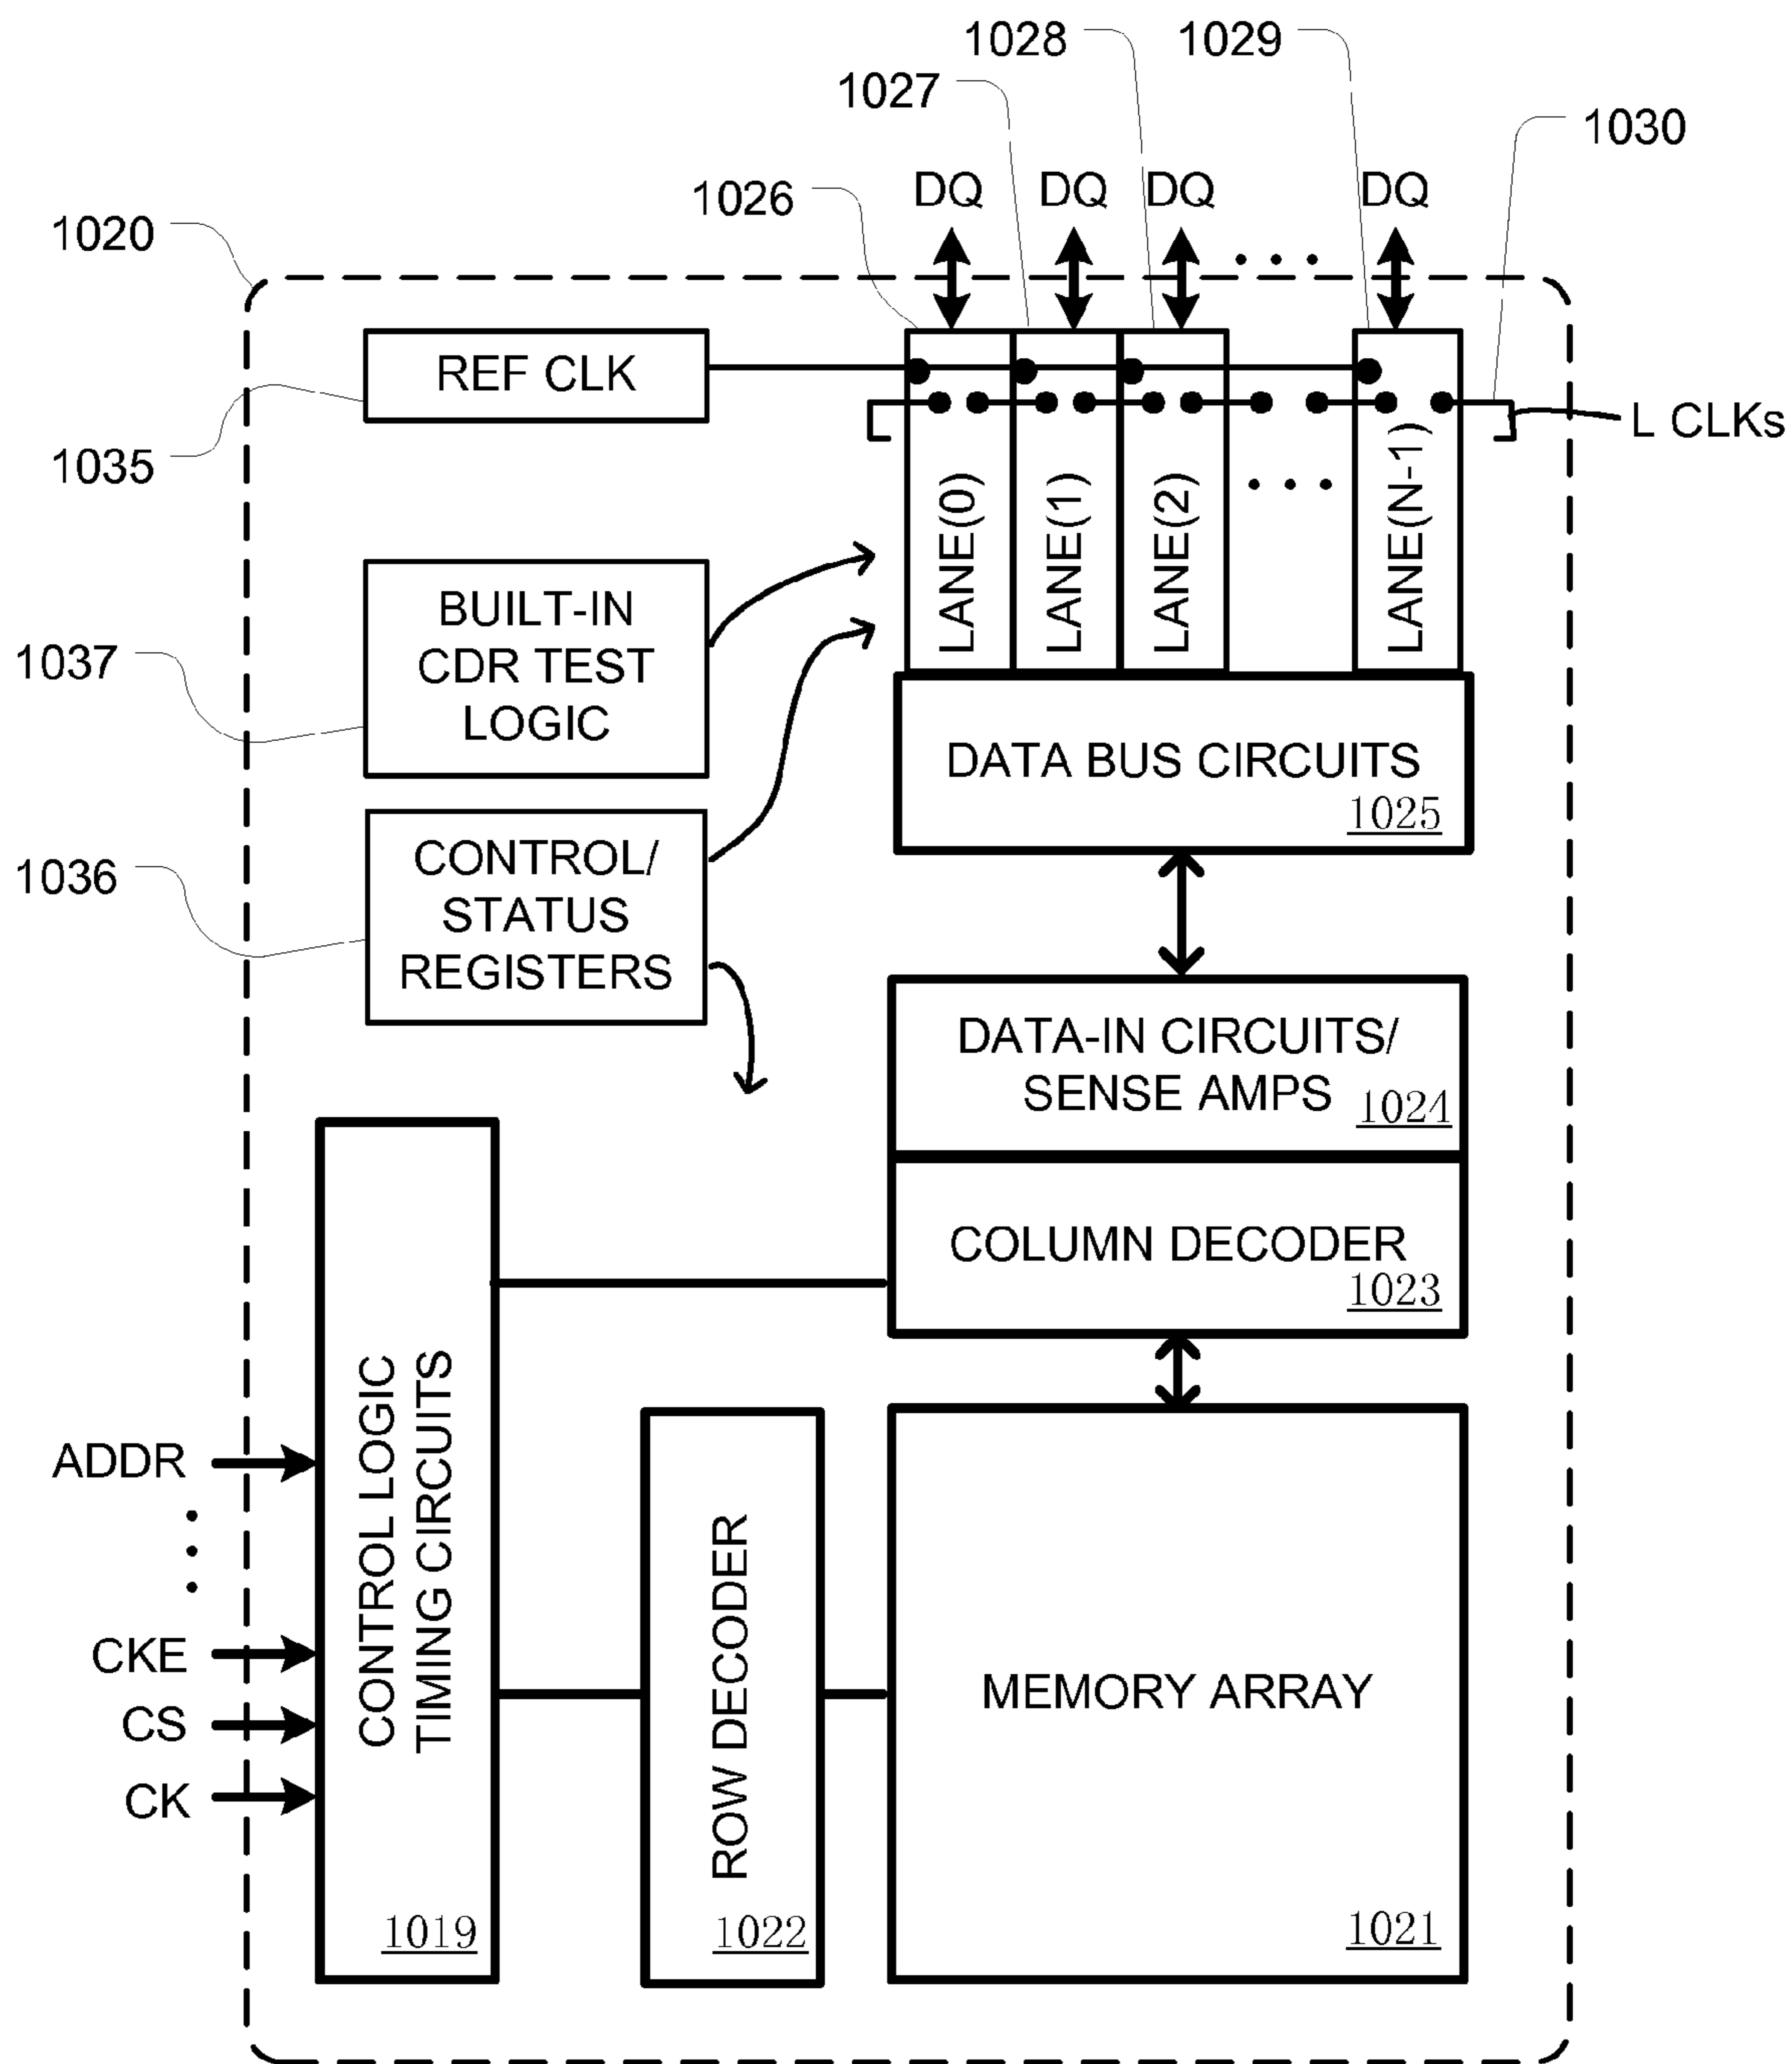 1028
1029
1027
1030
1026
DQ
DQ
DQ
DQ
1020
. . .
REF CLK
L CLKs
1035
LANE(0)
LANE(1)
LANE(2)
. . .
LANE(N-1)
BUILT-IN
CDR TEST
LOGIC
1037
DATA BUS CIRCUITS
1025
CONTROL/
STATUS
REGISTERS
1036
DATA-IN CIRCUITS/
SENSE AMPS
1024
COLUMN DECODER
1023
CONTROL LOGIC
TIMING CIRCUITS
1019
ADDR
CKE
CS
CK
ROW DECODER
1022
MEMORY ARRAY
1021